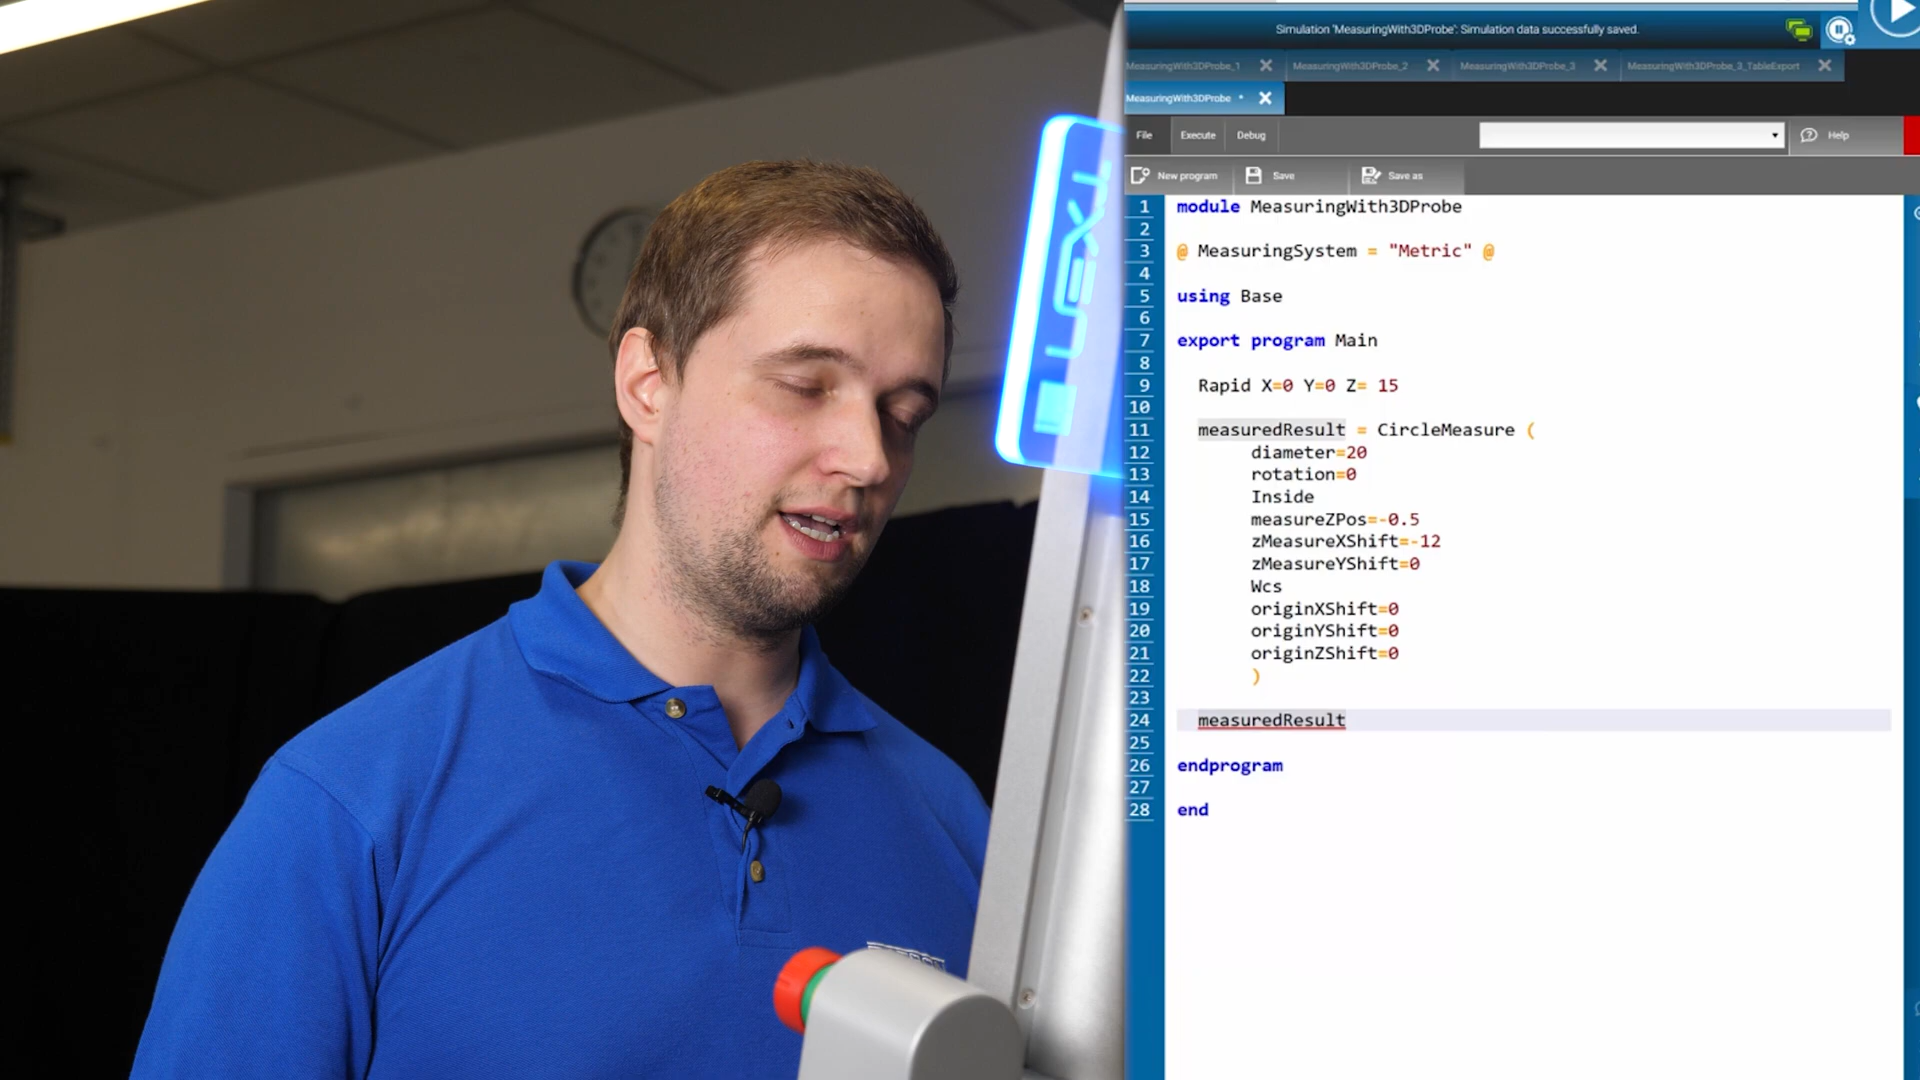 Simulation 'MeasuringWith3DProbe': Simulation data successfully saved.
MeasuringWith3DProbe_1 MeasuringWith3DProbe_2 MeasuringWith3DProbe_3 MeasuringWith3DProbe_3_TableExport
MeasuringWith3DProbe *
File Execute Debug Help
New program Save Save as
1 module MeasuringWith3DProbe
2
3 @ MeasuringSystem = "Metric" @
4
5 using Base
6
7 export program Main
8
9 Rapid X=0 Y=0 Z= 15
10
11 measuredResult = CircleMeasure (
12 diameter=20
13 rotation=0
14 Inside
15 measureZPos=-0.5
16 zMeasureXShift=-12
17 zMeasureYShift=0
18 Wcs
19 originXShift=0
20 originYShift=0
21 originZShift=0
22 )
23
24 measuredResult
25
26 endprogram
27
28 end